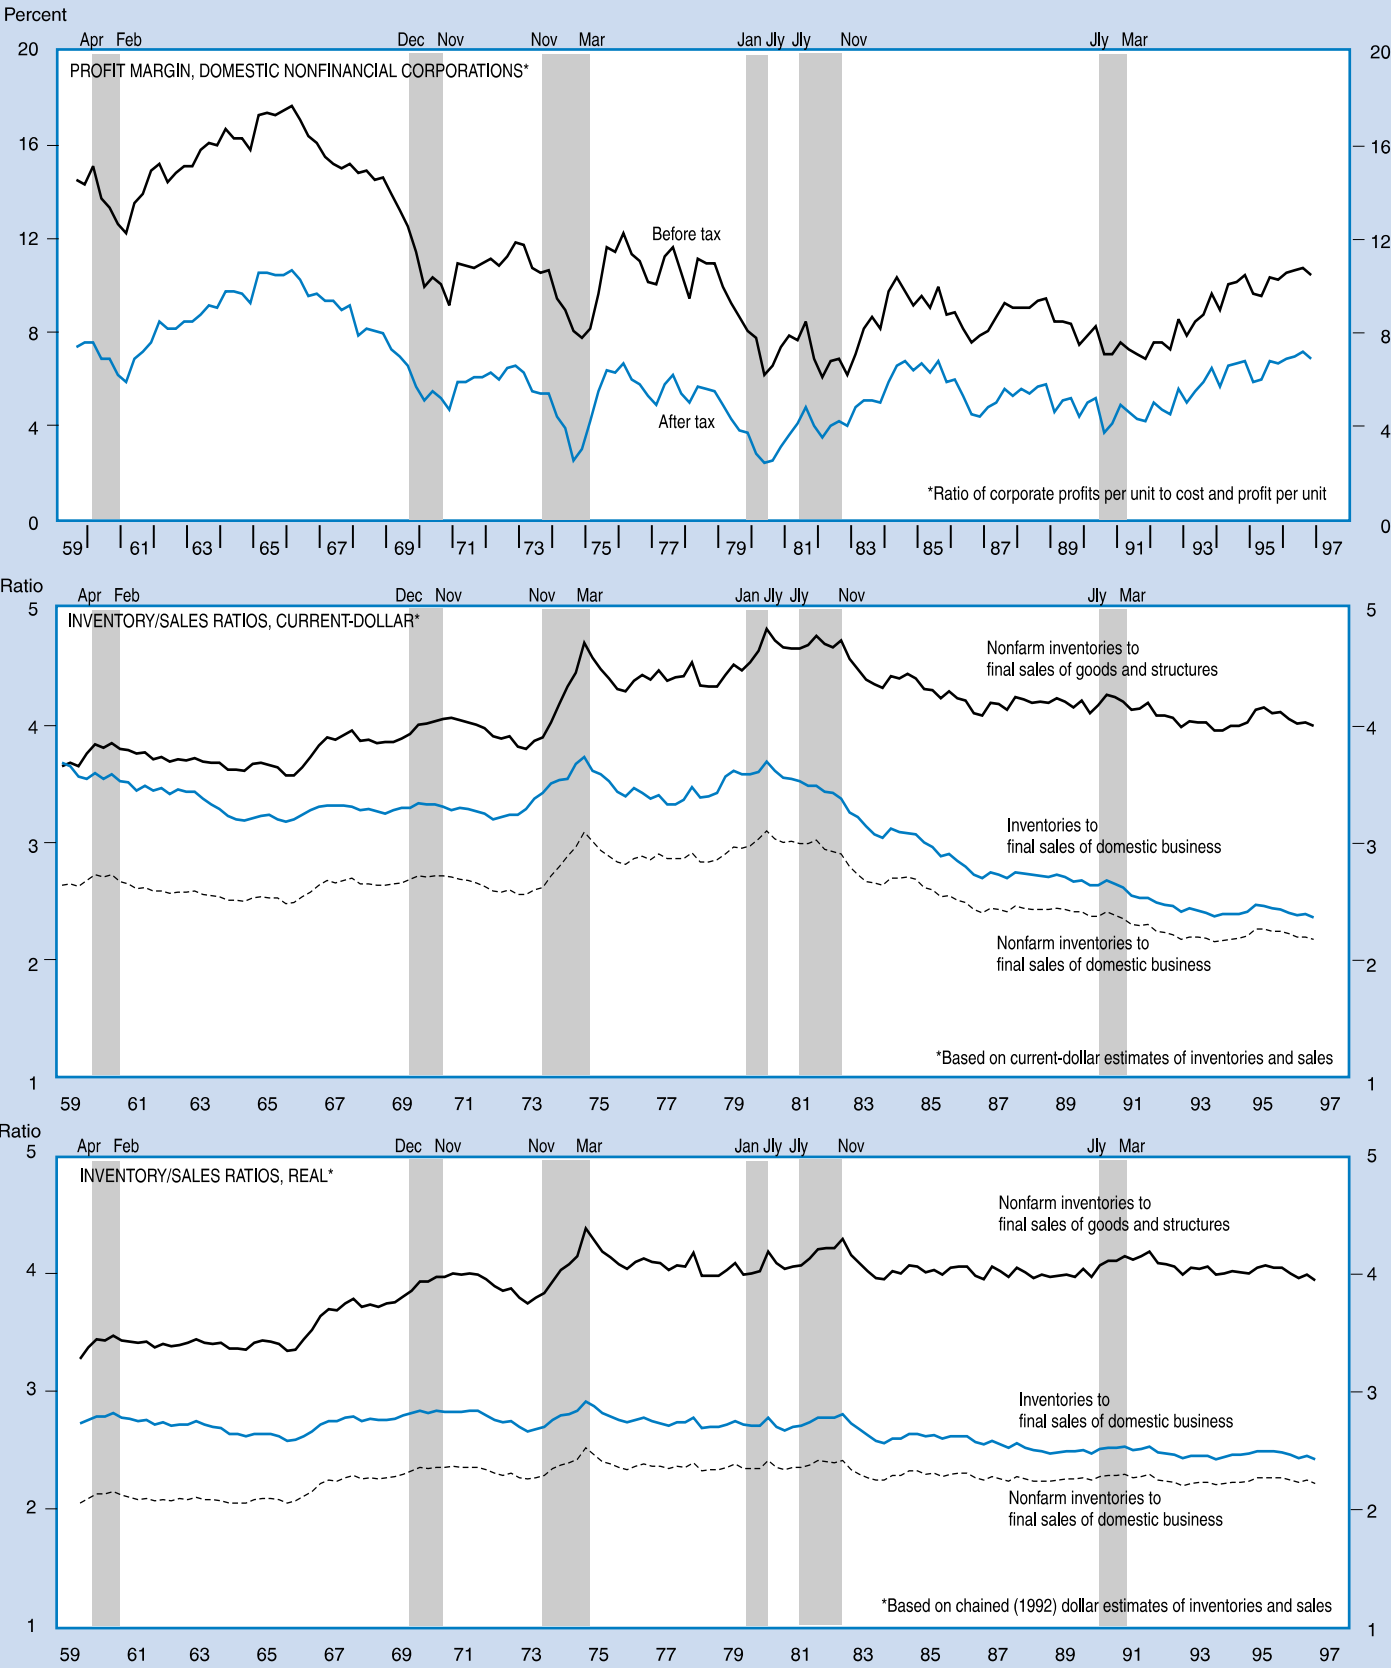 Percent
Apr Feb Dec Nov Nov Mar Jan Jly Jly Nov Jly Mar
20 20
PROFIT MARGIN, DOMESTIC NONFINANCIAL CORPORATIONS*
16 16
Before tax
12 12
8 8
After tax
4 4
*Ratio of corporate profits per unit to cost and profit per unit
0 0
59 61 63 65 67 69 71 73 75 77 79 81 83 85 87 89 91 93 95 97
Ratio
Apr Feb Dec Nov Nov Mar Jan Jly Jly Nov Jly Mar
5 5
INVENTORY/SALES RATIOS, CURRENT-DOLLAR*
Nonfarm inventories to
final sales of goods and structures
4 4
Inventories to
final sales of domestic business
3 3
Nonfarm inventories to
final sales of domestic business
2 2
*Based on current-dollar estimates of inventories and sales
1 1
59 61 63 65 67 69 71 73 75 77 79 81 83 85 87 89 91 93 95 97
Ratio
Apr Feb Dec Nov Nov Mar Jan Jly Jly Nov Jly Mar
5 5
INVENTORY/SALES RATIOS, REAL*
Nonfarm inventories to
final sales of goods and structures
4 4
3 3
Inventories to
final sales of domestic business
2 2
Nonfarm inventories to
final sales of domestic business
*Based on chained (1992) dollar estimates of inventories and sales
1 1
59 61 63 65 67 69 71 73 75 77 79 81 83 85 87 89 91 93 95 97